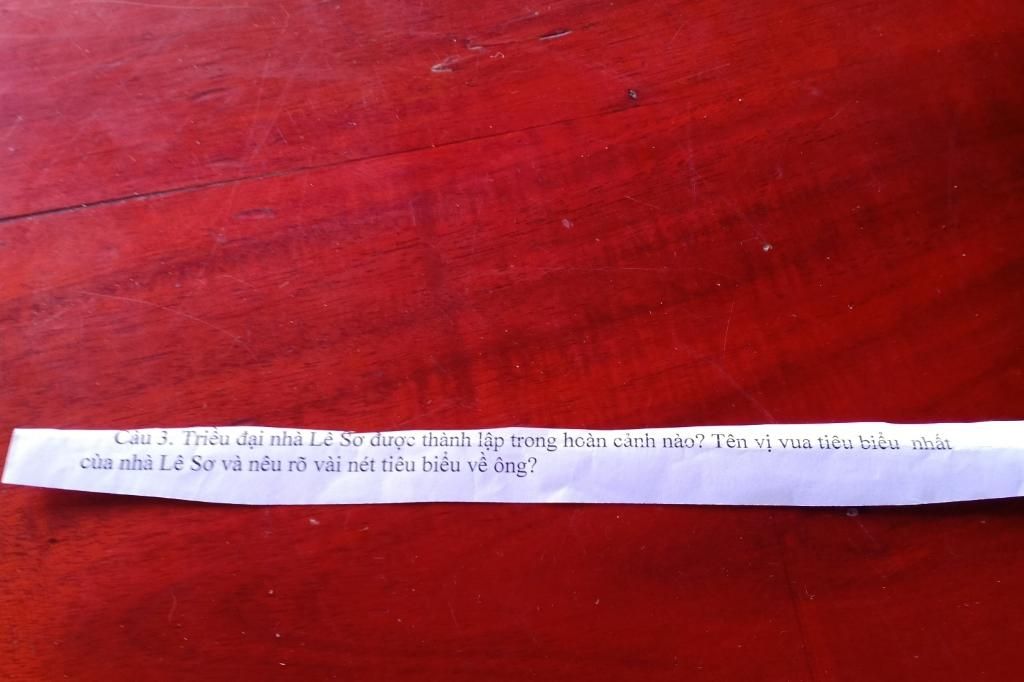 Câu 3. Triều đại nhà Lê Sơ được thành lập trong hoàn cảnh nào? Tên vị vua tiêu biểu nhất
của nhà Lê Sơ và nêu rõ vài nét tiêu biểu về ông?